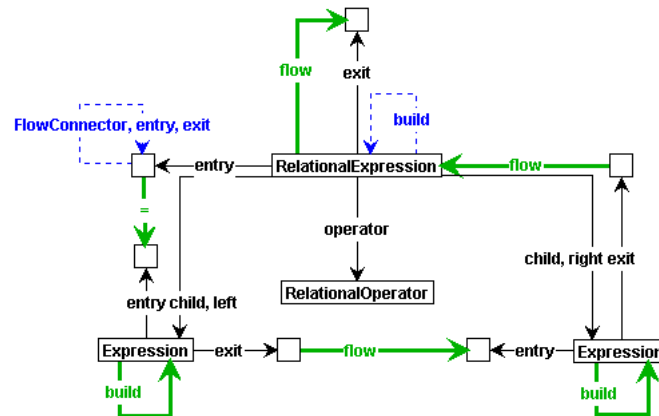 flow
exit
FlowConnector, entry, exit
build
entry
RelationalExpression
flow
=
operator
child, right exit
RelationalOperator
entry child, left
Expression
exit
flow
entry
Expression
build
build